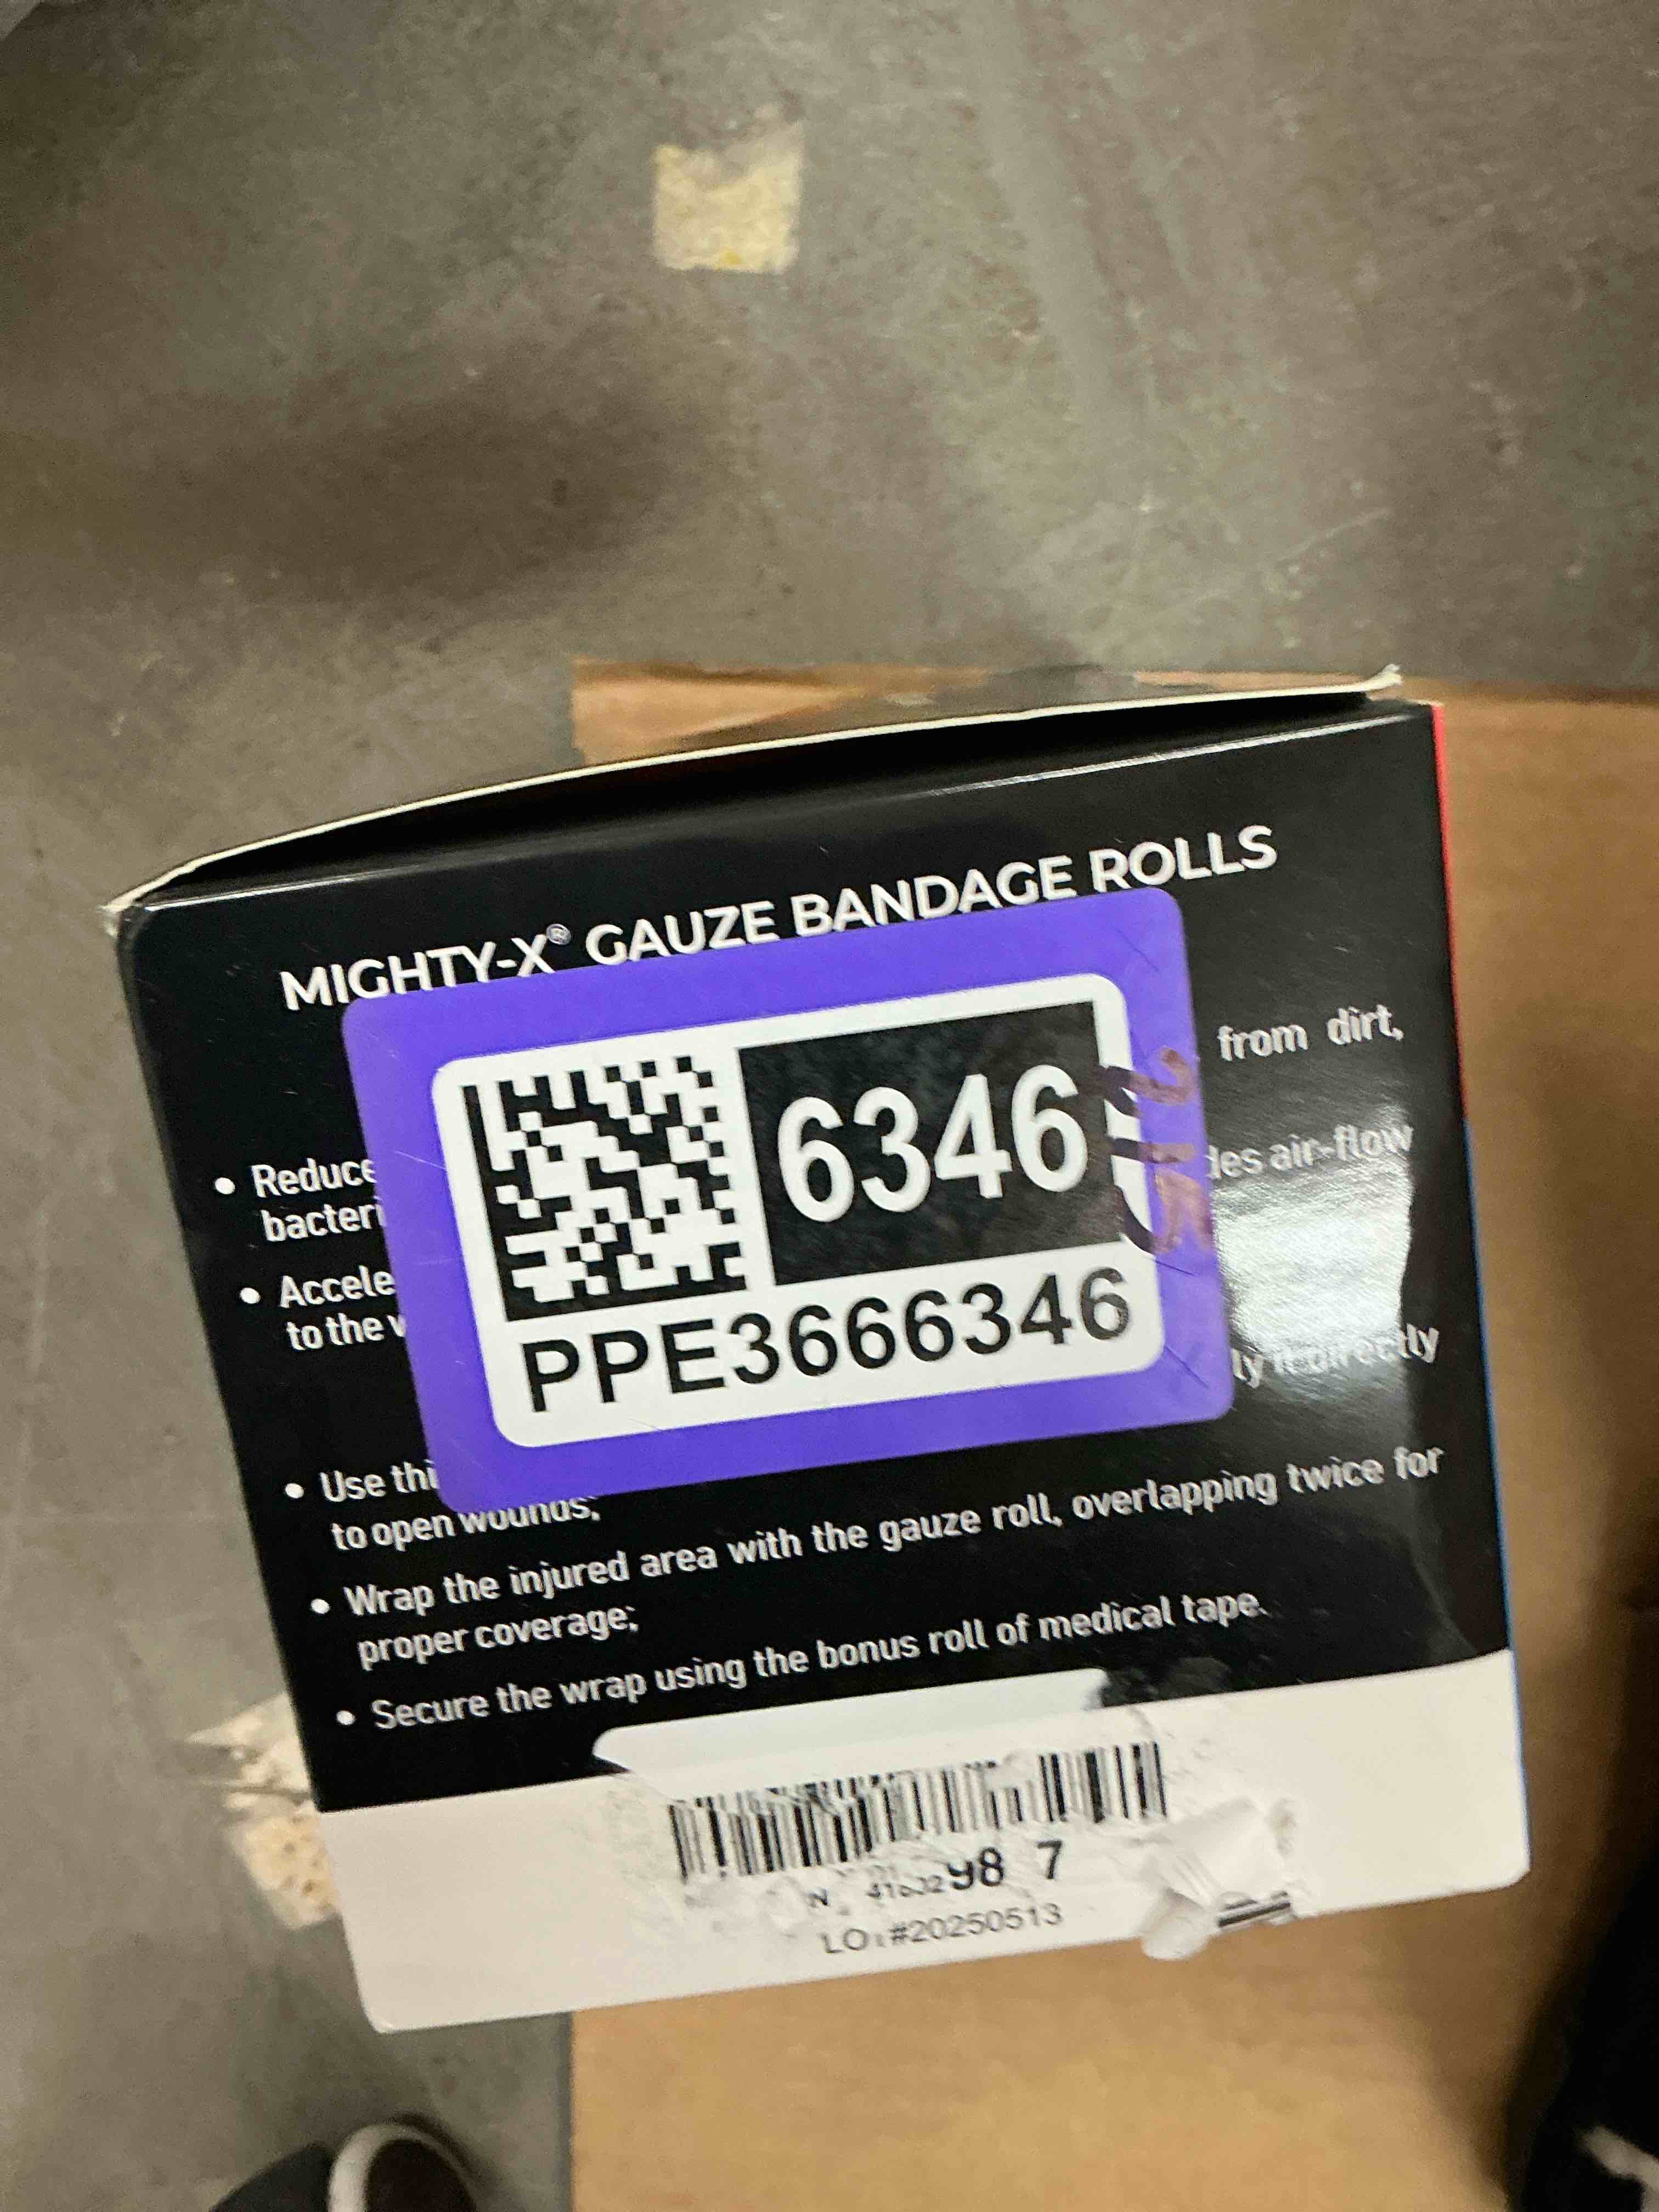 MIGHTY-X® GAUZE BANDAGE ROLLS
from dirt,
6346
215
• Reduce
air-flow
bacteri
PPE3666346
• Accele
to the
• Use thi
to open wounds;
• Wrap the injured area with the gauze roll, overlapping twice for
proper coverage;
• Secure the wrap using the bonus roll of medical tape.
98 7
#20250513